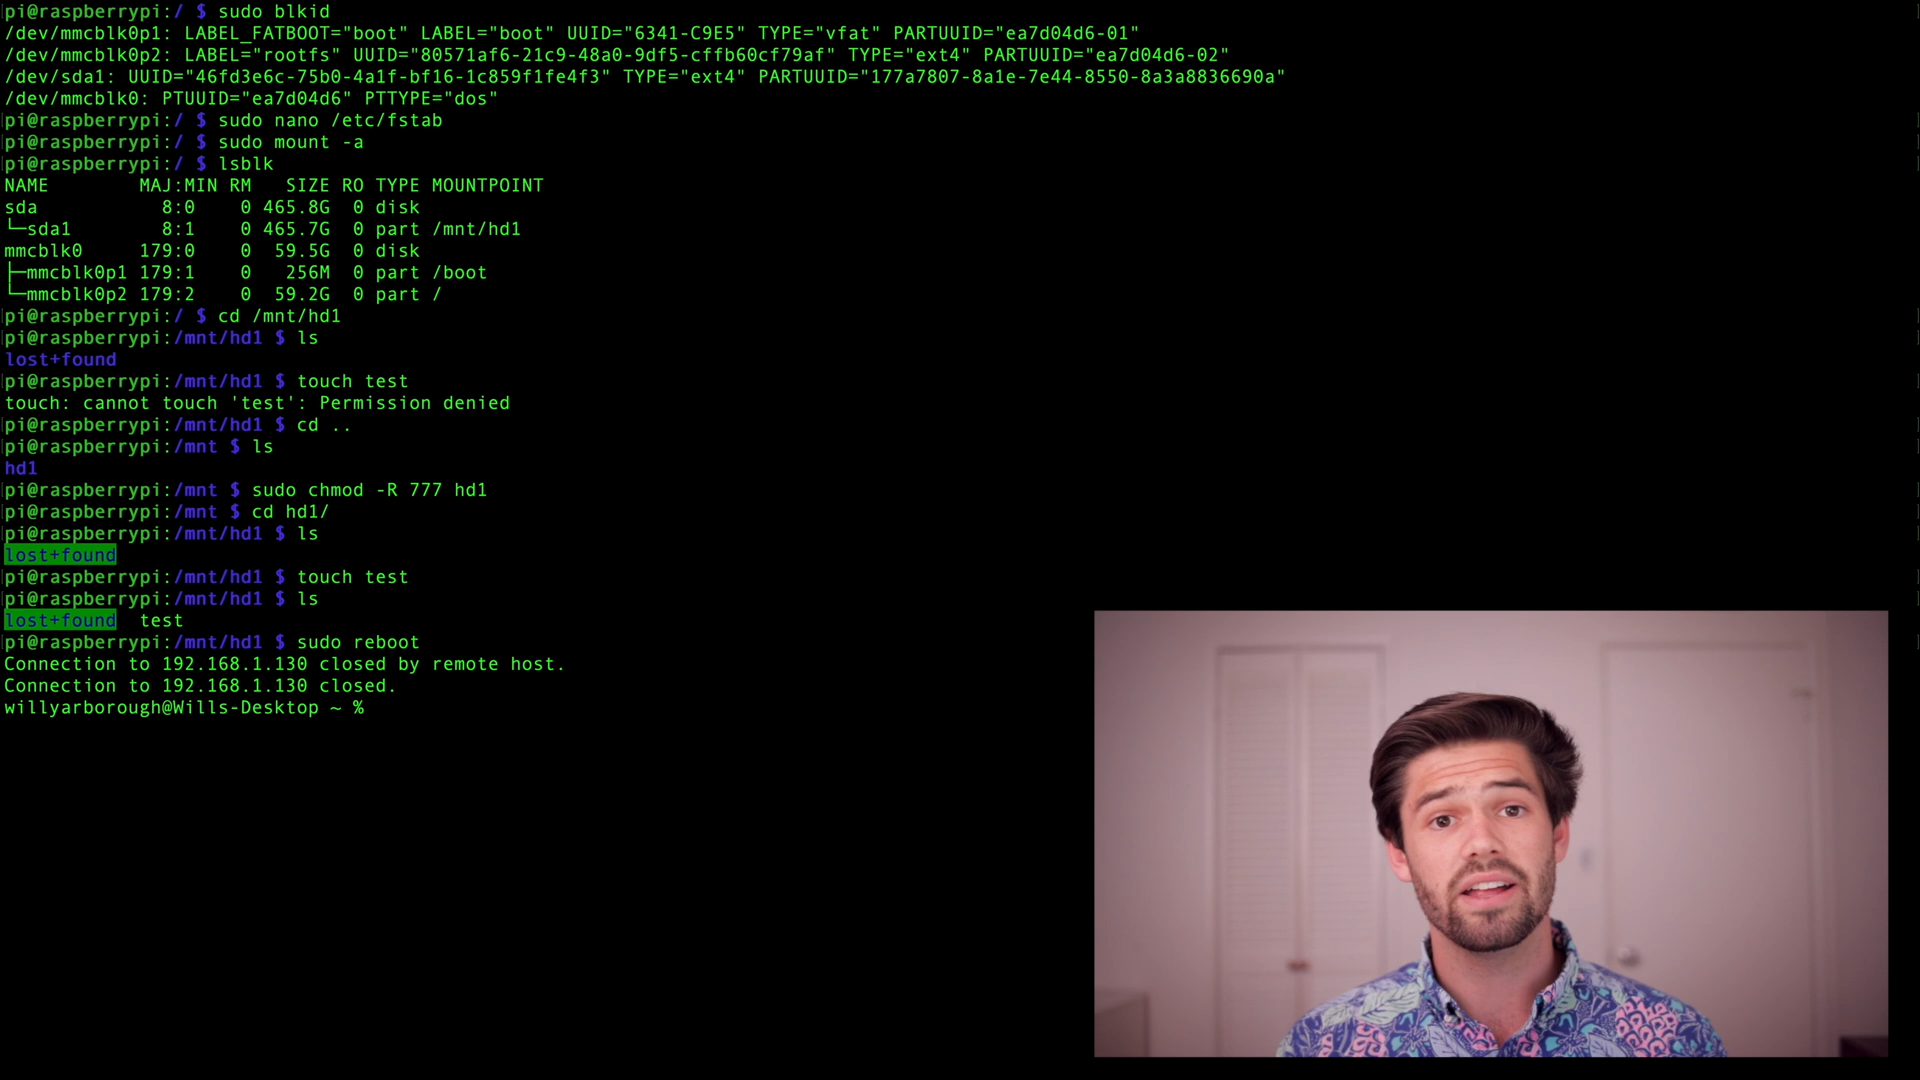 pi@raspberrypi:/ $ sudo blkid
/dev/mmcblk0p1: LABEL_FATBOOT="boot" LABEL="boot" UUID="6341-C9E5" TYPE="vfat" PARTUUID="ea7d04d6-01"
/dev/mmcblk0p2: LABEL="rootfs" UUID="80571af6-21c9-48a0-9df5-cffb60cf79af" TYPE="ext4" PARTUUID="ea7d04d6-02"
/dev/sda1: UUID="46fd3e6c-75b0-4a1f-bf16-1c859f1fe4f3" TYPE="ext4" PARTUUID="177a7807-8a1e-7e44-8550-8a3a8836690a"
/dev/mmcblk0: PTUUID="ea7d04d6" PTTYPE="dos"
pi@raspberrypi:/ $ sudo nano /etc/fstab
pi@raspberrypi:/ $ sudo mount -a
pi@raspberrypi:/ $ lsblk
NAME        MAJ:MIN RM   SIZE RO TYPE MOUNTPOINT
sda           8:0    0 465.8G  0 disk
└─sda1        8:1    0 465.7G  0 part /mnt/hd1
mmcblk0     179:0    0  59.5G  0 disk
├─mmcblk0p1 179:1    0   256M  0 part /boot
└─mmcblk0p2 179:2    0  59.2G  0 part /
pi@raspberrypi:/ $ cd /mnt/hd1
pi@raspberrypi:/mnt/hd1 $ ls
lost+found
pi@raspberrypi:/mnt/hd1 $ touch test
touch: cannot touch 'test': Permission denied
pi@raspberrypi:/mnt/hd1 $ cd ..
pi@raspberrypi:/mnt $ ls
hd1
pi@raspberrypi:/mnt $ sudo chmod -R 777 hd1
pi@raspberrypi:/mnt $ cd hd1/
pi@raspberrypi:/mnt/hd1 $ ls
lost+found
pi@raspberrypi:/mnt/hd1 $ touch test
pi@raspberrypi:/mnt/hd1 $ ls
lost+found  test
pi@raspberrypi:/mnt/hd1 $ sudo reboot
Connection to 192.168.1.130 closed by remote host.
Connection to 192.168.1.130 closed.
willyarborough@Wills-Desktop ~ %